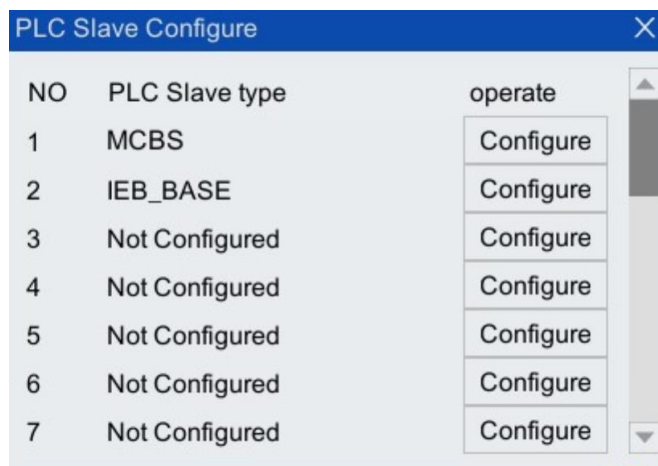 PLC Slave Configure X
NO PLC Slave type operate
1 MCBS Configure
2 IEB_BASE Configure
3 Not Configured Configure
4 Not Configured Configure
5 Not Configured Configure
6 Not Configured Configure
7 Not Configured Configure